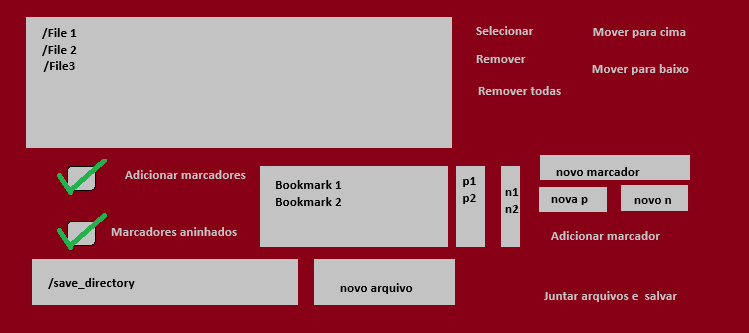 /File 1
/File 2
/File3
Selecionar
Mover para cima
Remover
Mover para baixo
Remover todas
Adicionar marcadores
Bookmark 1
Bookmark 2
p1
p2
n1
n2
novo marcador
nova p
novo n
Marcadores aninhados
Adicionar marcador
/save_directory
novo arquivo
Juntar arquivos e salvar